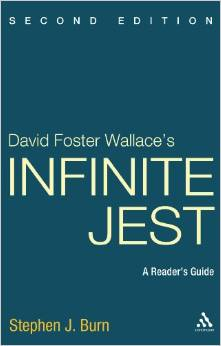 SECOND EDITION
David Foster Wallace's
INFINITE
JEST
A Reader's Guide
Stephen J. Burn